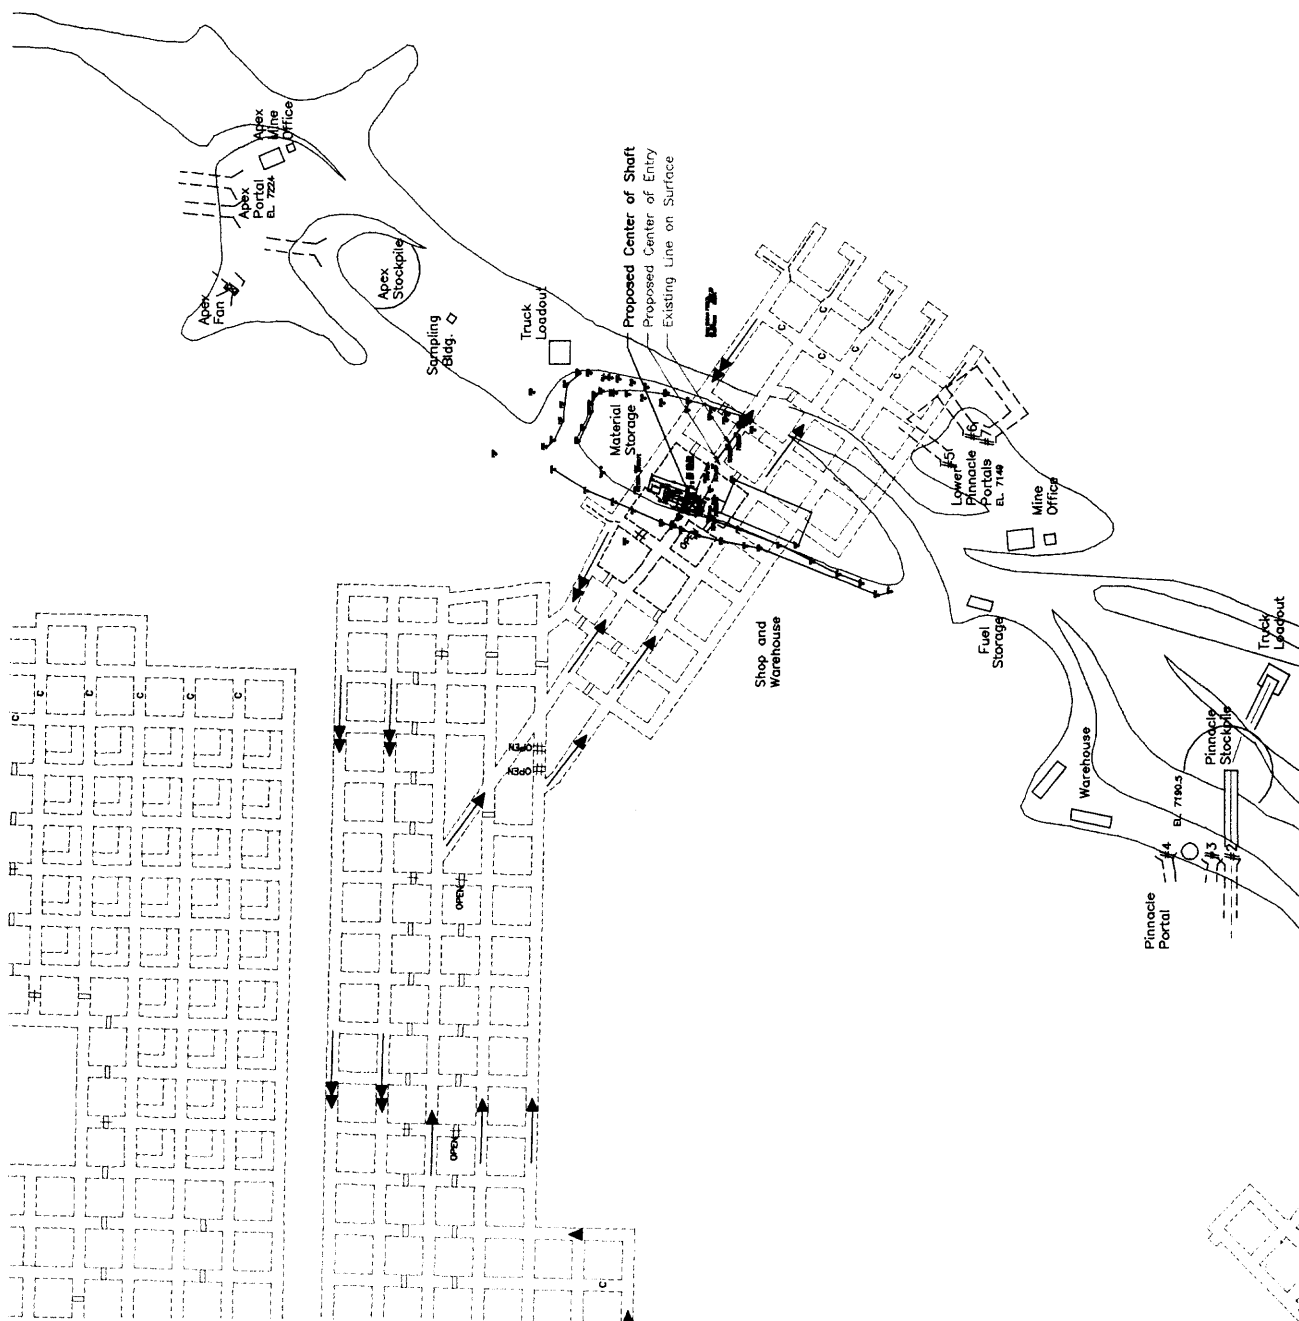 Apex
Mine
Office
Apex
Portal
EL. 7224
Apex
Fan
Apex
Stockpile
Sampling
Bldg.
Truck
Loadout
Proposed Center of Shaft
Proposed Center of Entry
Existing Line on Surface
Material
Storage
C
C
C
C
#5
#6
#7
Lower
Pinnacle
Portals
EL. 7149
Mine
Office
Fuel
Storage
Truck
Loadout
Shop and
Warehouse
OPEN
OPEN
OPEN
OPEN
OPEN
C
C
C
C
C
C
C
Warehouse
Pinnacle
Stockpile
EL. 7190.5
#4
#3
#2
Pinnacle
Portal